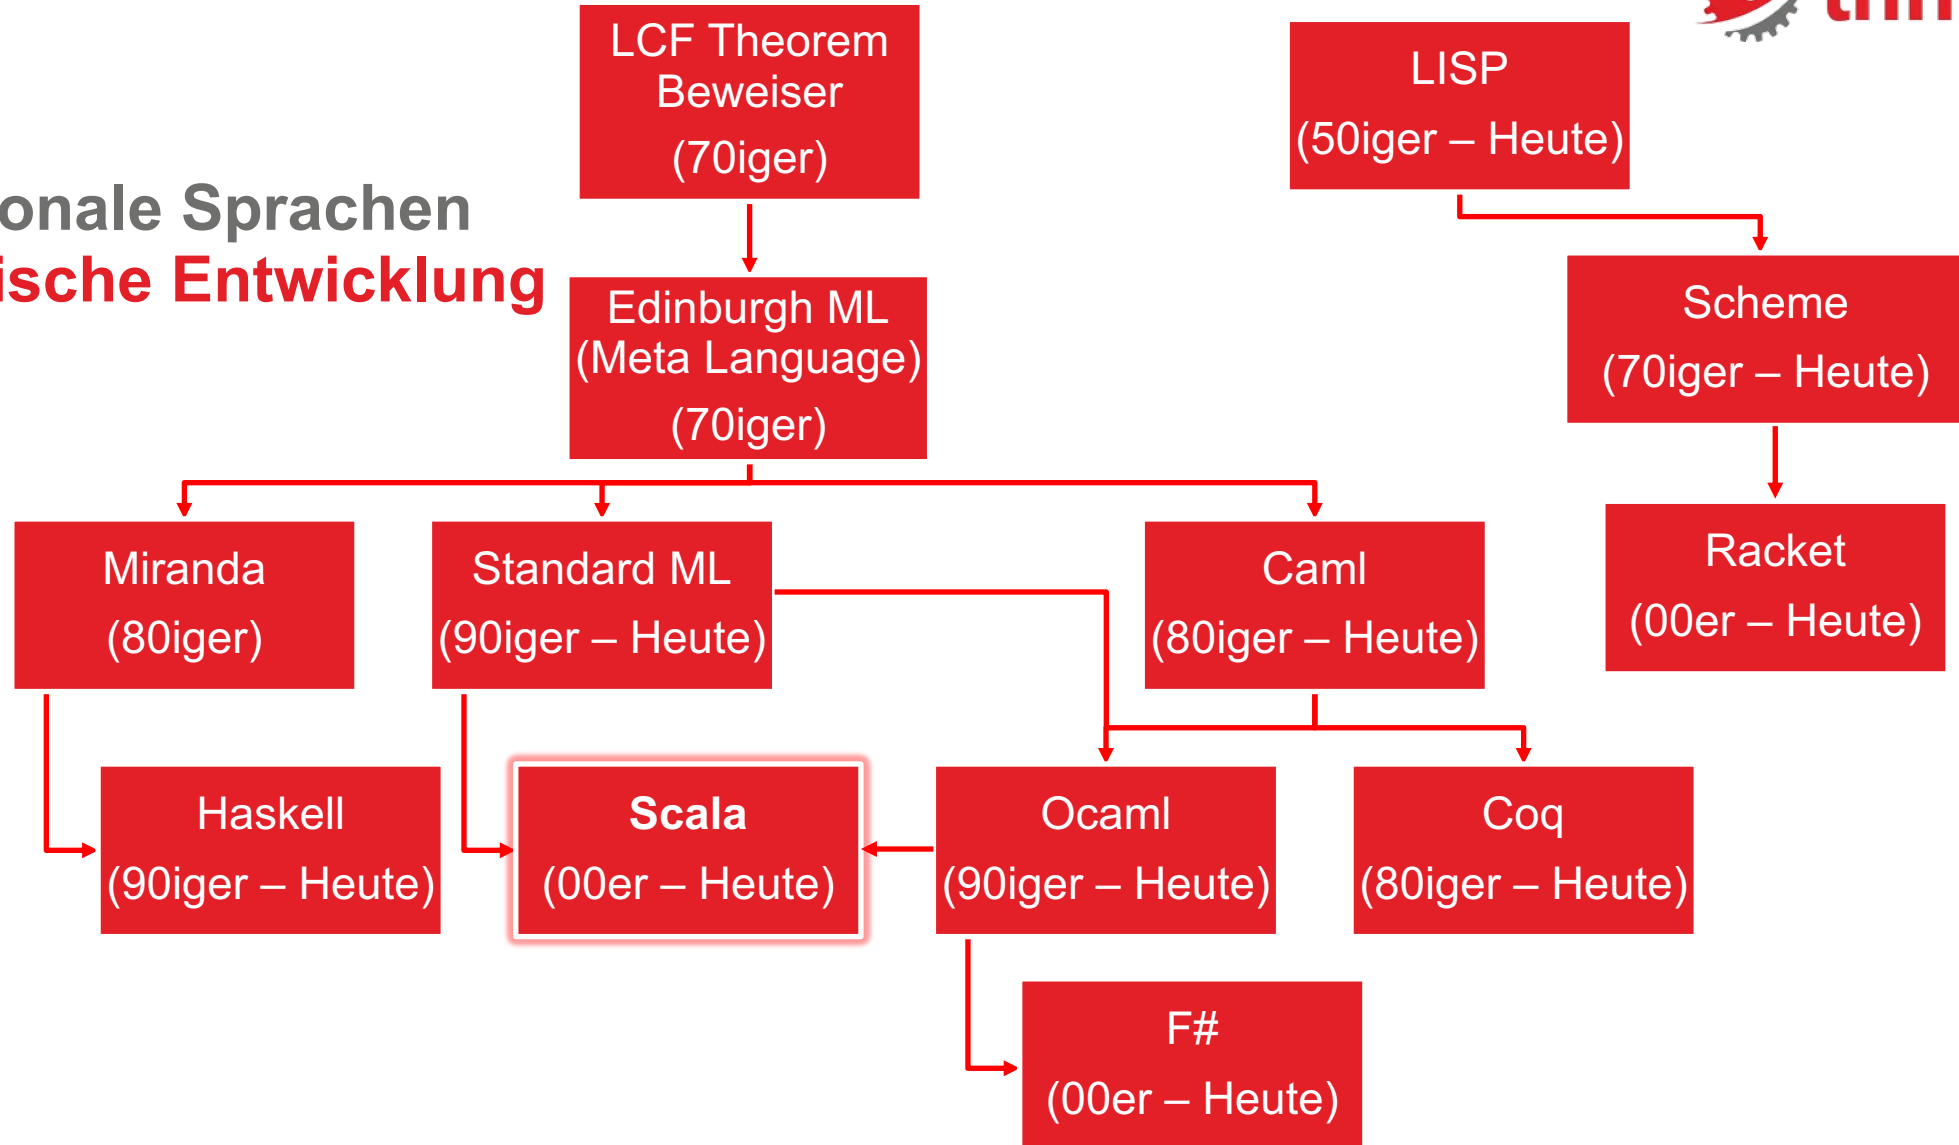 LCF Theorem
Beweiser
(70iger)
LISP
(50iger – Heute)
onale Sprachen
ische Entwicklung
Edinburgh ML
(Meta Language)
(70iger)
Scheme
(70iger – Heute)
Miranda
(80iger)
Standard ML
(90iger – Heute)
Caml
(80iger – Heute)
Racket
(00er – Heute)
Haskell
(90iger – Heute)
Scala
(00er – Heute)
Ocaml
(90iger – Heute)
Coq
(80iger – Heute)
F#
(00er – Heute)